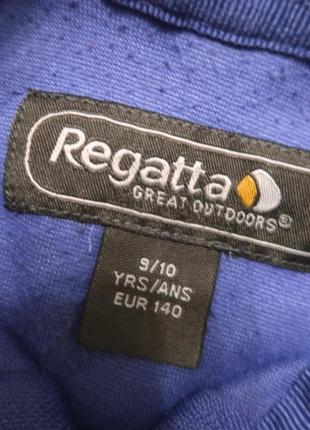 Regatta
GREAT OUTDOORS®
9/10
YRS/ANS
EUR 140